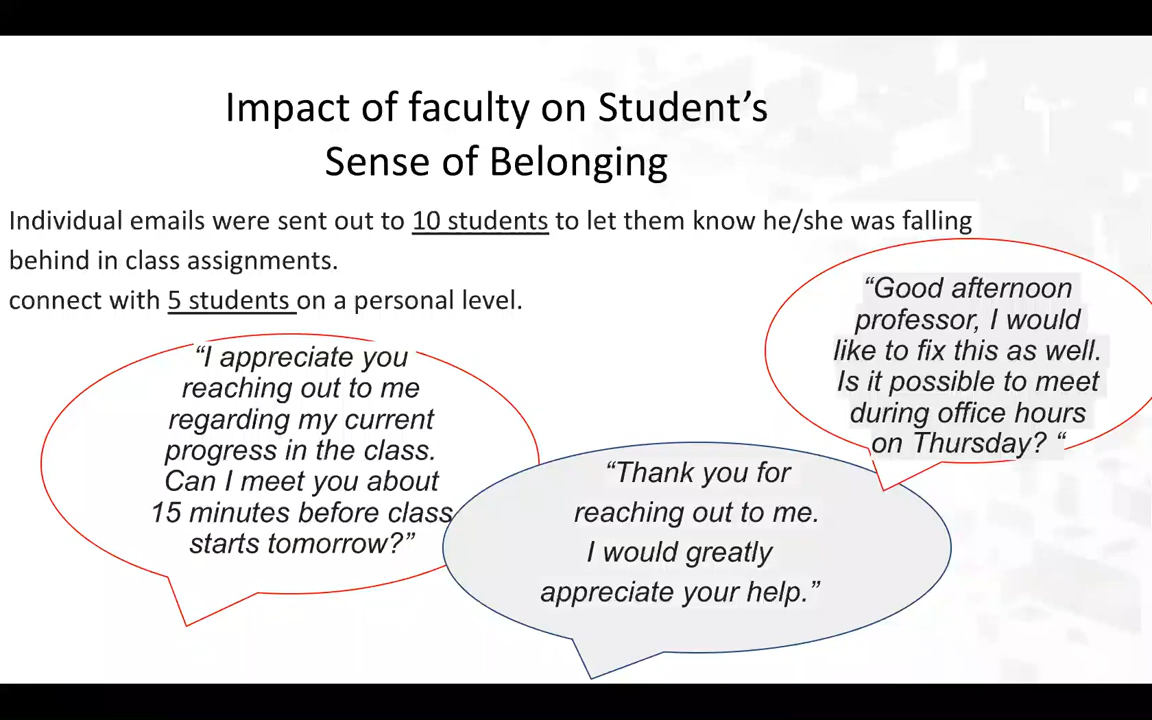 Impact of faculty on Student’s
Sense of Belonging
Individual emails were sent out to 10 students to let them know he/she was falling
behind in class assignments.
connect with 5 students on a personal level.
“I appreciate you
reaching out to me
regarding my current
progress in the class.
Can I meet you about
15 minutes before class
starts tomorrow?”
“Thank you for
reaching out to me.
I would greatly
appreciate your help.”
“Good afternoon
professor, I would
like to fix this as well.
Is it possible to meet
during office hours
on Thursday? “